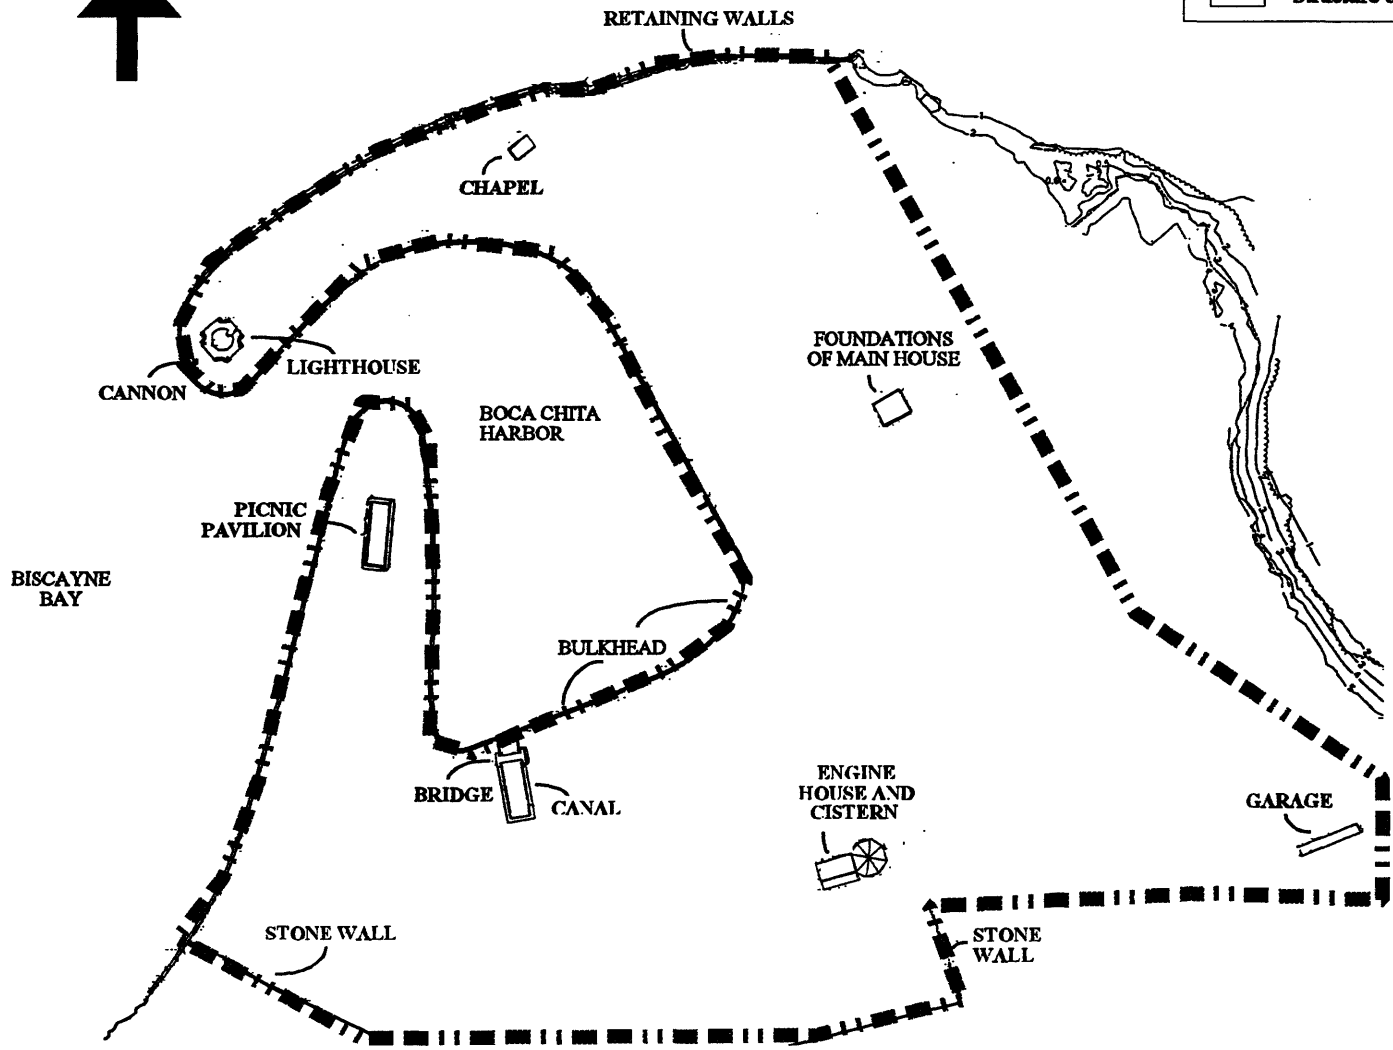 RETAINING WALLS
CHAPEL
FOUNDATIONS
OF MAIN HOUSE
LIGHTHOUSE
CANNON
BOCA CHITA
HARBOR
PICNIC
PAVILION
BISCAYNE
BAY
BULKHEAD
ENGINE
HOUSE AND
CISTERN
BRIDGE
CANAL
GARAGE
STONE WALL
STONE
WALL